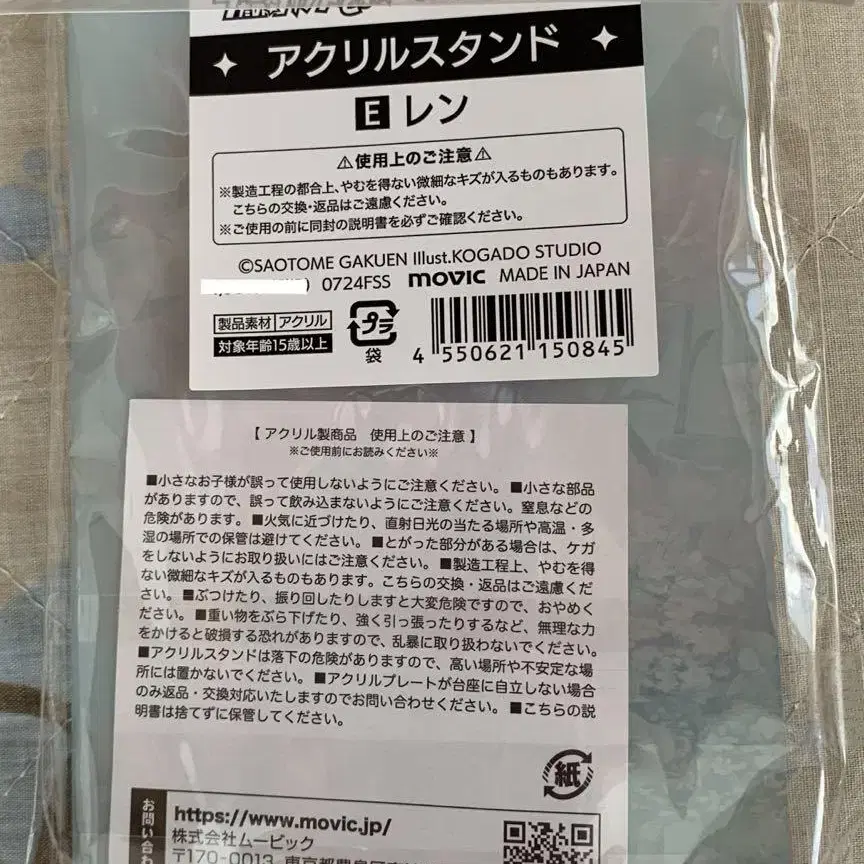 アクリルスタンド
E レン
⚠使用上のご注意⚠
※製造工程の都合上、やむを得ない微細なキズが入るものもあります。
こちらの交換・返品はご遠慮ください。
※ご使用の前に同封の説明書を必ずご確認ください。
©SAOTOME GAKUEN Illust.KOGADO STUDIO
0724FSS movic MADE IN JAPAN
製品素材 アクリル
対象年齢15歳以上
プラ
袋
4 550621 150845
【 アクリル製商品 使用上のご注意 】
※ご使用前にお読みください※
■小さなお子様が誤って使用しないようにご注意ください。 ■小さな部品
がありますので、誤って飲み込まないようにご注意ください。窒息などの
危険があります。 ■火気に近づけたり、直射日光の当たる場所や高温・多
湿の場所での保管は避けてください。 ■とがった部分がある場合は、ケガ
をしないようにお取り扱いにはご注意ください。 ■製造工程上、やむを得
ない微細なキズが入るものもあります。こちらの交換・返品はご遠慮くだ
さい。 ■ぶつけたり、振り回したりしますと大変危険ですので、おやめく
ださい。 ■重い物をぶら下げたり、強く引っ張ったりするなど、無理な力
をかけると破損する恐れがありますので、乱暴に取り扱わないでください。
■アクリルスタンドは落下の危険がありますので、高い場所や不安定な場
所には置かないでください。 ■アクリルプレートが台座に自立しない場合
のみ返品・交換対応いたしますのでお問い合わせください。 ■こちらの説
明書は捨てずに保管してください。
紙
お問い合わ
https://www.movic.jp/
株式会社ムービック
〒170-0013 東京都豊島区